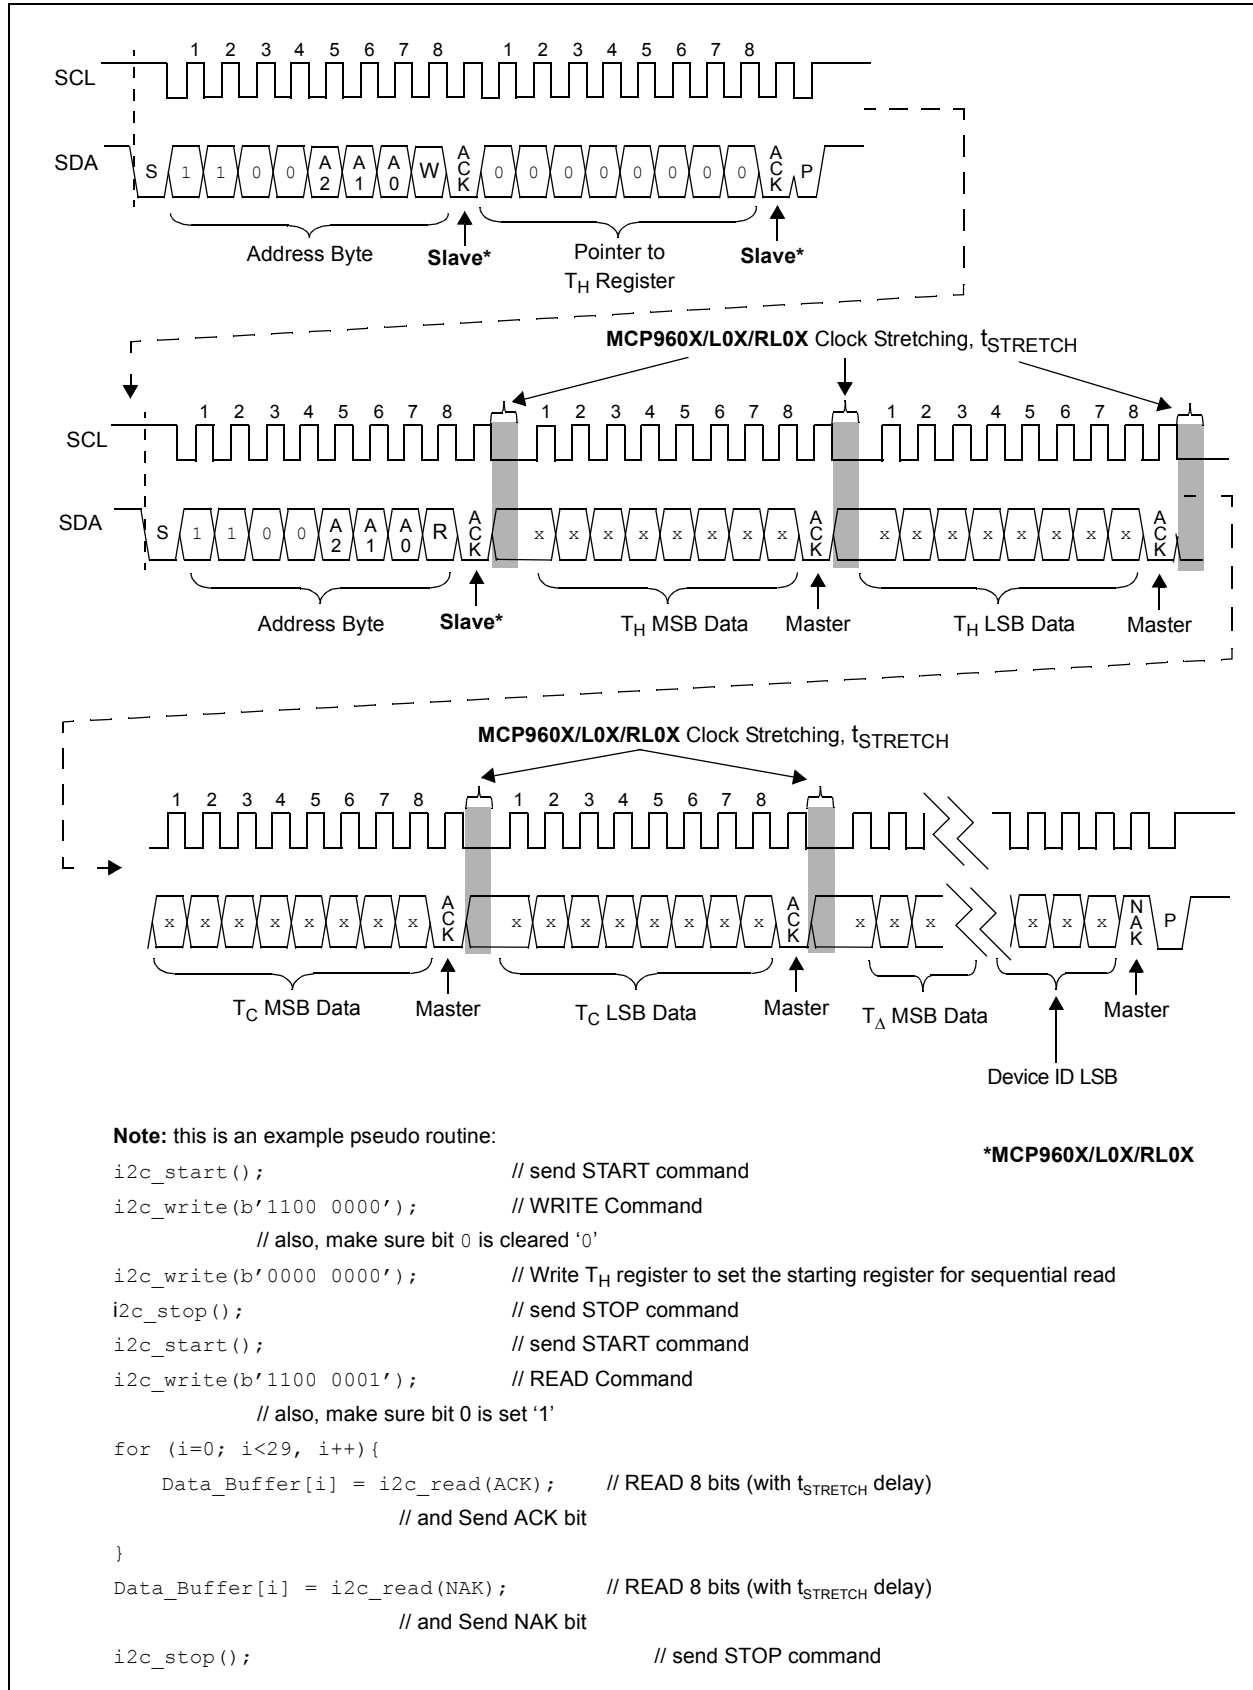 1 2 3 4 5 6 7 8 1 2 3 4 5 6 7 8
SCL
SDA S 1 1 0 0 A2 A1 A0 W ACK 0 0 0 0 0 0 0 0 ACK P
Address Byte Slave* Pointer to Slave*
TH Register
MCP960X/L0X/RL0X Clock Stretching, tSTRETCH
1 2 3 4 5 6 7 8 1 2 3 4 5 6 7 8 1 2 3 4 5 6 7 8
SCL
SDA S 1 1 0 0 A2 A1 A0 R ACK x x x x x x x x ACK x x x x x x x x ACK
Address Byte Slave* TH MSB Data Master TH LSB Data Master
MCP960X/L0X/RL0X Clock Stretching, tSTRETCH
1 2 3 4 5 6 7 8 1 2 3 4 5 6 7 8
x x x x x x x x ACK x x x x x x x x ACK x x x x x x NAK P
TC MSB Data Master TC LSB Data Master TΔ MSB Data Master
Device ID LSB
Note: this is an example pseudo routine:
*MCP960X/L0X/RL0X
i2c_start(); // send START command
i2c_write(b'1100 0000'); // WRITE Command
// also, make sure bit 0 is cleared ‘0’
i2c_write(b'0000 0000'); // Write TH register to set the starting register for sequential read
i2c_stop(); // send STOP command
i2c_start(); // send START command
i2c_write(b'1100 0001'); // READ Command
// also, make sure bit 0 is set ‘1’
for (i=0; i<29, i++){
Data_Buffer[i] = i2c_read(ACK); // READ 8 bits (with tSTRETCH delay)
// and Send ACK bit
}
Data_Buffer[i] = i2c_read(NAK); // READ 8 bits (with tSTRETCH delay)
// and Send NAK bit
i2c_stop(); // send STOP command